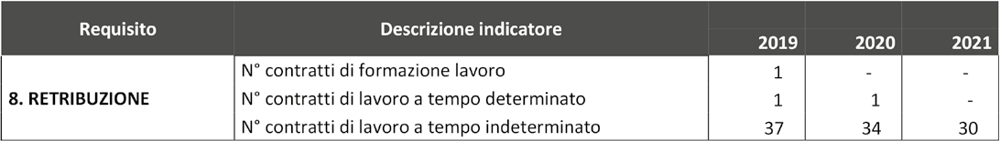 Requisito Descrizione indicatore
2019 2020 2021
N° contratti di formazione lavoro 1 - -
8. RETRIBUZIONE N° contratti di lavoro a tempo determinato 1 1 -
N° contratti di lavoro a tempo indeterminato 37 34 30